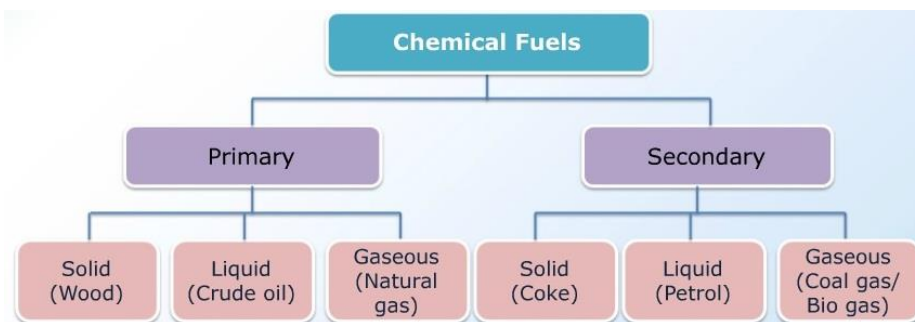 Chemical Fuels
Primary
Secondary
Solid
(Wood)
Liquid
(Crude oil)
Gaseous
(Natural
gas)
Solid
(Coke)
Liquid
(Petrol)
Gaseous
(Coal gas/
Bio gas)